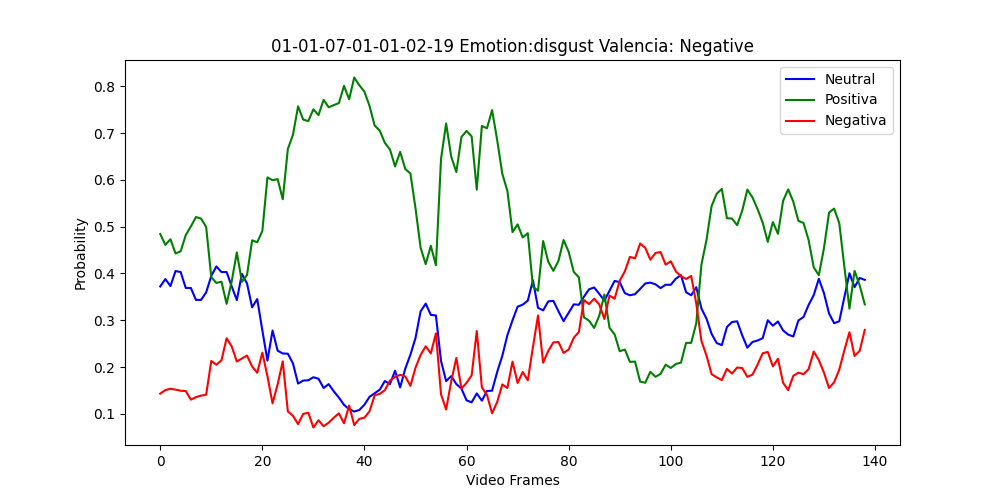 01-01-07-01-01-02-19 Emotion:disgust Valencia: Negative
Neutral
Positiva
Negativa
0.8
0.7
0.6
0.5
0.4
0.3
0.2
0.1
Probability
0 20 40 60 80 100 120 140
Video Frames